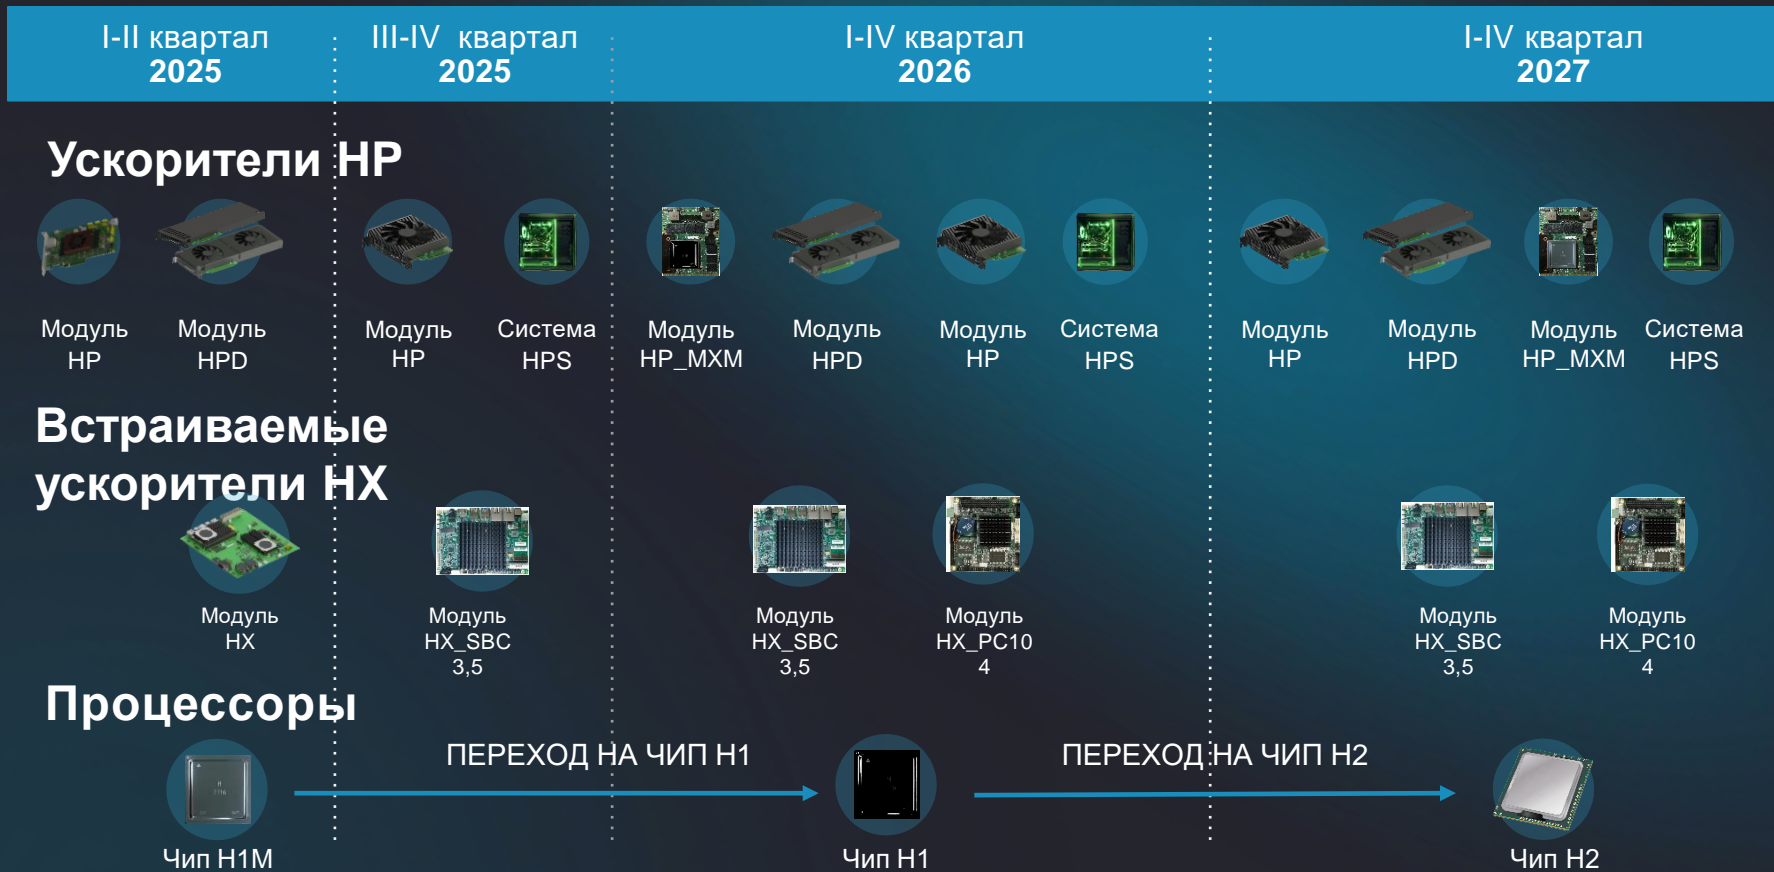 I-II квартал
2025
III-IV квартал
2025
I-IV квартал
2026
I-IV квартал
2027
Ускорители HP
Модуль
HP
Модуль
HPD
Модуль
HP
Система
HPS
Модуль
HP_MXM
Модуль
HPD
Модуль
HP
Система
HPS
Модуль
HP
Модуль
HPD
Модуль
HP_MXM
Система
HPS
Встраиваемые
ускорители HX
Модуль
HX
Модуль
HX_SBC
3,5
Модуль
HX_SBC
3,5
Модуль
HX_PC10
4
Модуль
HX_SBC
3,5
Модуль
HX_PC10
4
Процессоры
ПЕРЕХОД НА ЧИП H1
ПЕРЕХОД НА ЧИП H2
Чип H1M
Чип H1
Чип H2